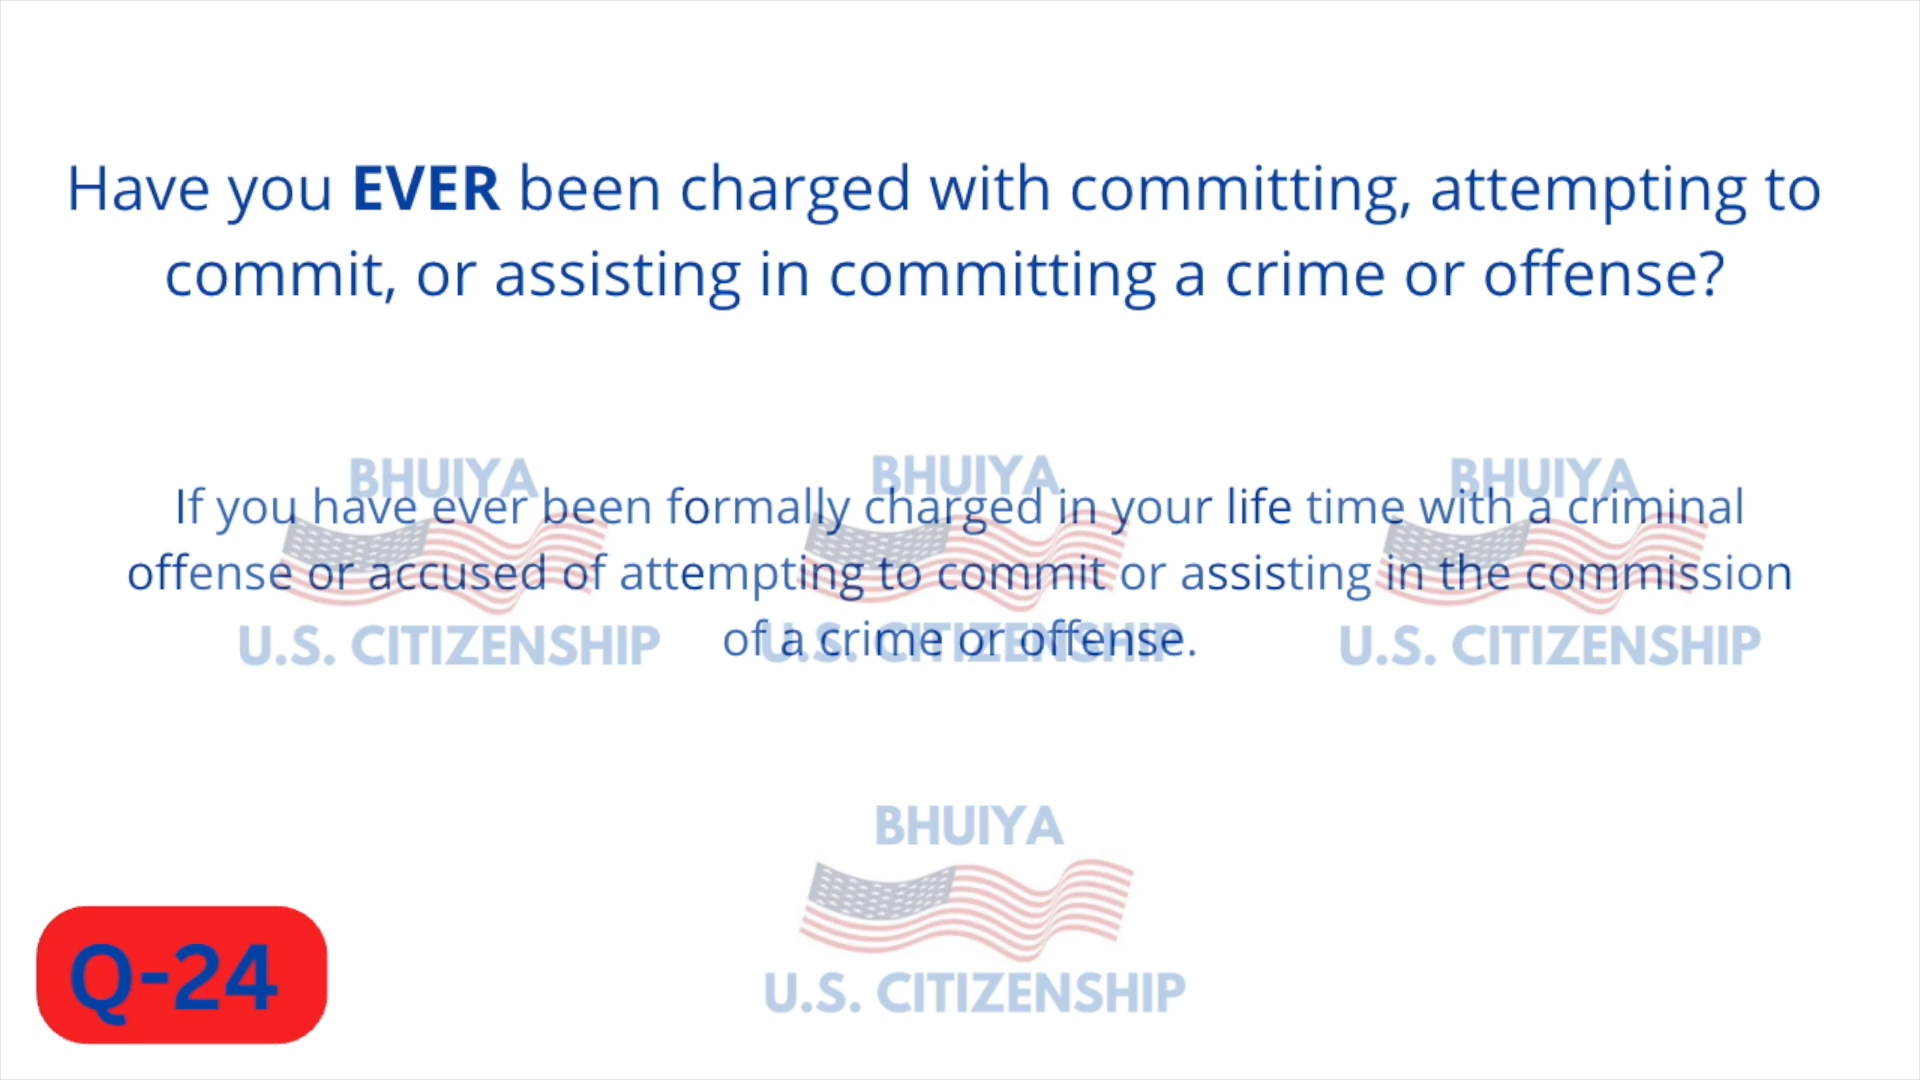 Have you EVER been charged with committing, attempting to
commit, or assisting in committing a crime or offense?
BHUIYA
U.S. CITIZENSHIP
BHUIYA
U.S. CITIZENSHIP
BHUIYA
U.S. CITIZENSHIP
If you have ever been formally charged in your life time with a criminal
offense or accused of attempting to commit or assisting in the commission
of a crime or offense.
BHUIYA
U.S. CITIZENSHIP
Q-24